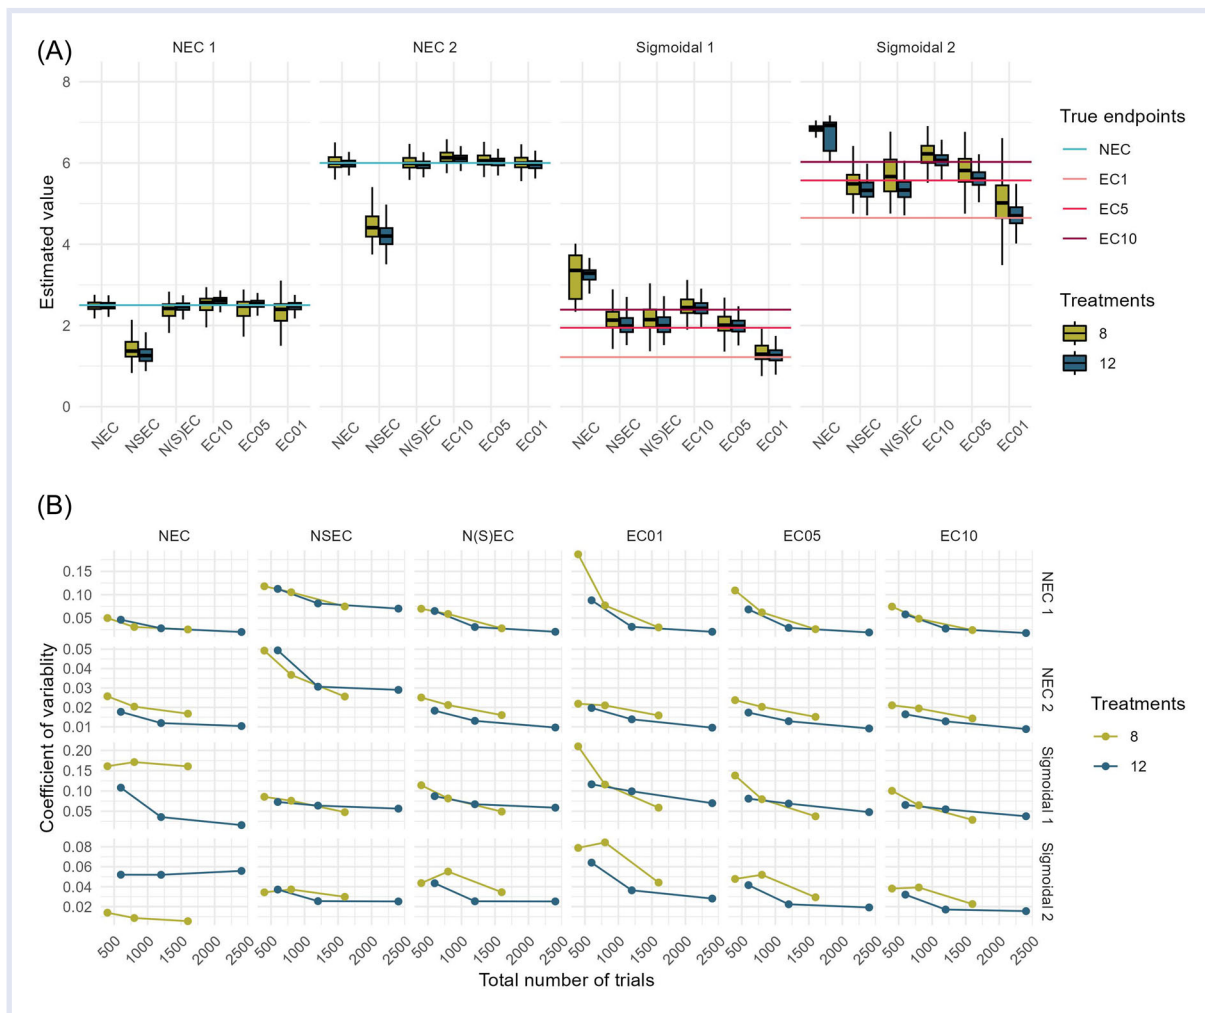 (A)
NEC 1
NEC 2
Sigmoidal 1
Sigmoidal 2
Estimated value
8
6
4
2
0
NEC
NSEC
N(S)EC
EC10
EC05
EC01
NEC
NSEC
N(S)EC
EC10
EC05
EC01
NEC
NSEC
N(S)EC
EC10
EC05
EC01
NEC
NSEC
N(S)EC
EC10
EC05
EC01
True endpoints
NEC
EC1
EC5
EC10
Treatments
8
12
(B)
NEC
NSEC
N(S)EC
EC01
EC05
EC10
Coefficient of variablity
0.15
0.10
0.05
NEC 1
0.05
0.04
0.03
0.02
0.01
NEC 2
0.20
0.15
0.10
0.05
Sigmoidal 1
0.08
0.06
0.04
0.02
Sigmoidal 2
500
1000
1500
2000
2500
500
1000
1500
2000
2500
500
1000
1500
2000
2500
500
1000
1500
2000
2500
500
1000
1500
2000
2500
500
1000
1500
2000
2500
Total number of trials
Treatments
8
12